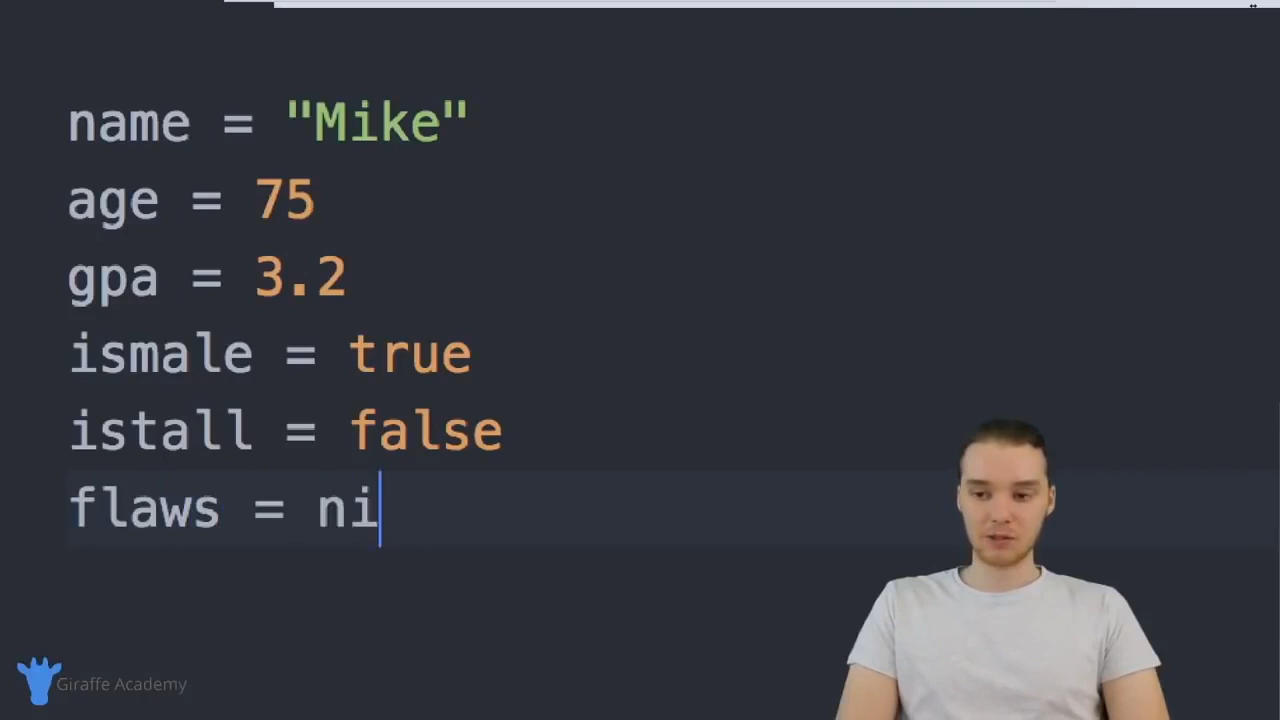 name = "Mike"
age = 75
gpa = 3.2
ismale = true
istall = false
flaws = ni
Giraffe Academy